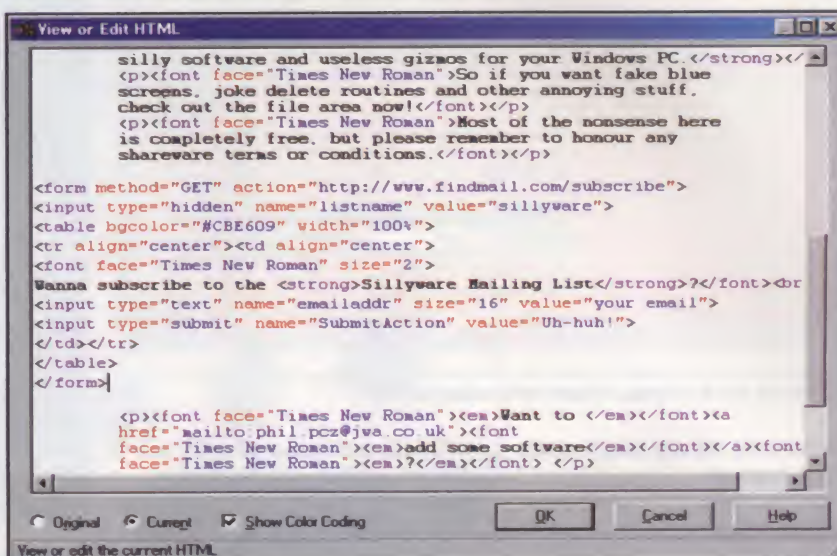 View or Edit HTML
silly software and useless gizmos for your Windows PC.</strong></
<p><font face="Times New Roman">So if you want fake blue
screens, joke delete routines and other annoying stuff,
check out the file area now!</font></p>
<p><font face="Times New Roman">Most of the nonsense here
is completely free, but please remember to honour any
shareware terms or conditions.</font></p>
<form method="GET" action="http://www.findmail.com/subscribe">
<input type="hidden" name="listname" value="sillyware">
<table bgcolor="#CBE609" width="100%">
<tr align="center"><td align="center">
<font face="Times New Roman" size="2">
Wanna subscribe to the <strong>Sillyware Mailing List</strong>?</font><br
<input type="text" name="emailaddr" size="16" value="your email">
<input type="submit" name="SubmitAction" value="Uh-huh!">
</td></tr>
</table>
</form>
<p><font face="Times New Roman"><em>Want to </em></font><a
href="mailto:phil.pcz@jwa.co.uk"><font
face="Times New Roman"><em>add some software</em></font></a><font
face="Times New Roman"><em>?</em></font> </p>
Original Current Show Color Coding OK Cancel Help
View or edit the current HTML